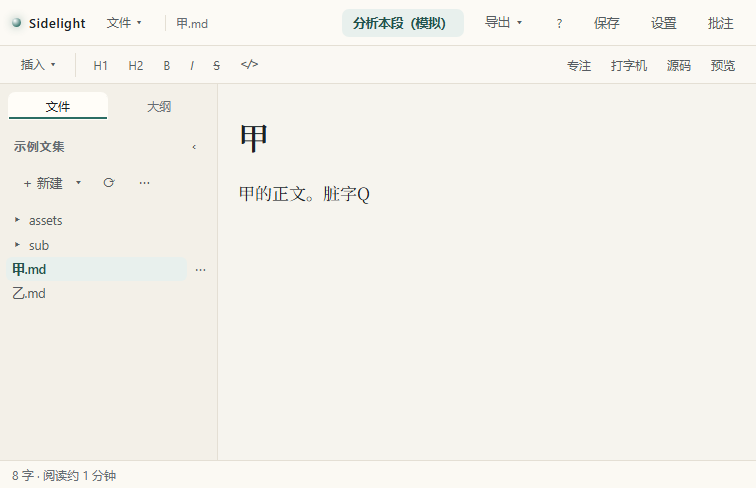 Sidelight 文件 ▾ 甲.md 分析本段（模拟） 导出 ▾ ? 保存 设置 批注
插入 ▾ H1 H2 B I S </> 专注 打字机 源码 预览
文件 大纲
示例文集 ‹
+ 新建 ▾ ⟳ ···
▸ assets
▸ sub
甲.md ···
乙.md
甲
甲的正文。脏字Q
8 字 · 阅读约 1 分钟